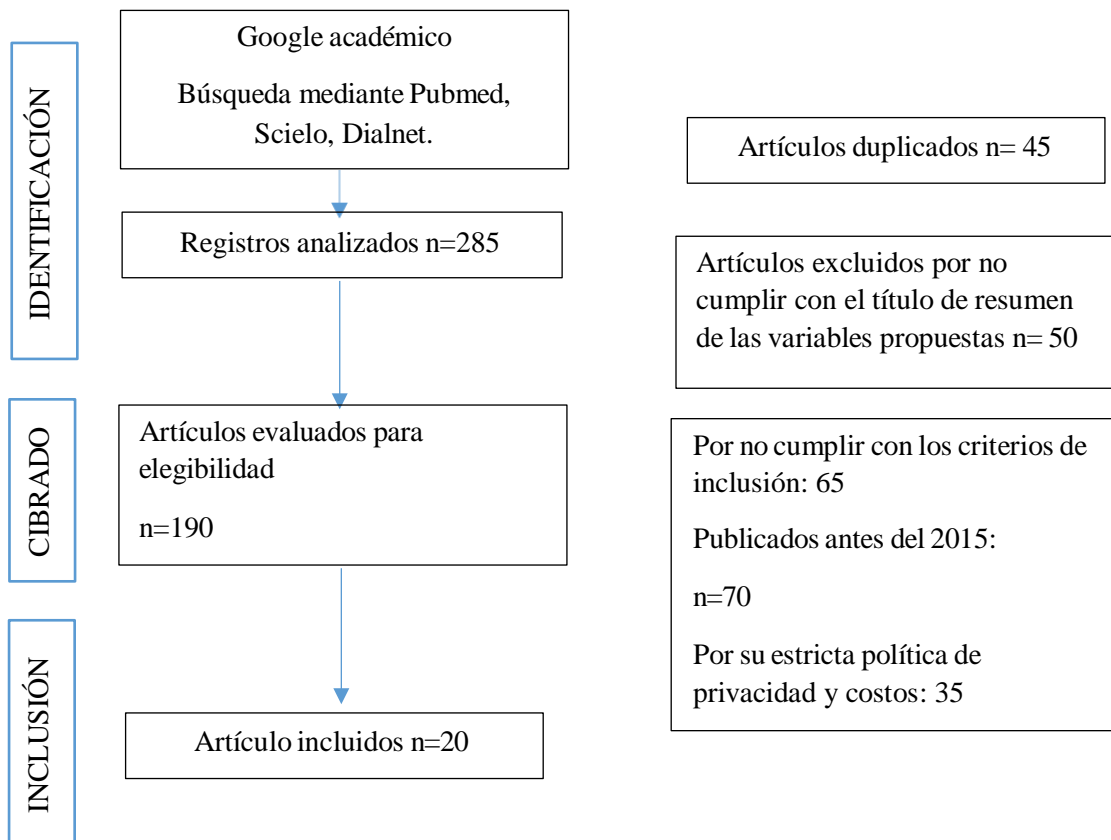 IDENTIFICACIÓN
Google académico
Búsqueda mediante Pubmed,
Scielo, Dialnet.
Artículos duplicados n= 45
Registros analizados n=285
Artículos excluidos por no
cumplir con el título de resumen
de las variables propuestas n= 50
CIBRADO
Artículos evaluados para
elegibilidad
n=190
Por no cumplir con los criterios de
inclusión: 65
Publicados antes del 2015:
n=70
Por su estricta política de
privacidad y costos: 35
INCLUSIÓN
Artículo incluidos n=20